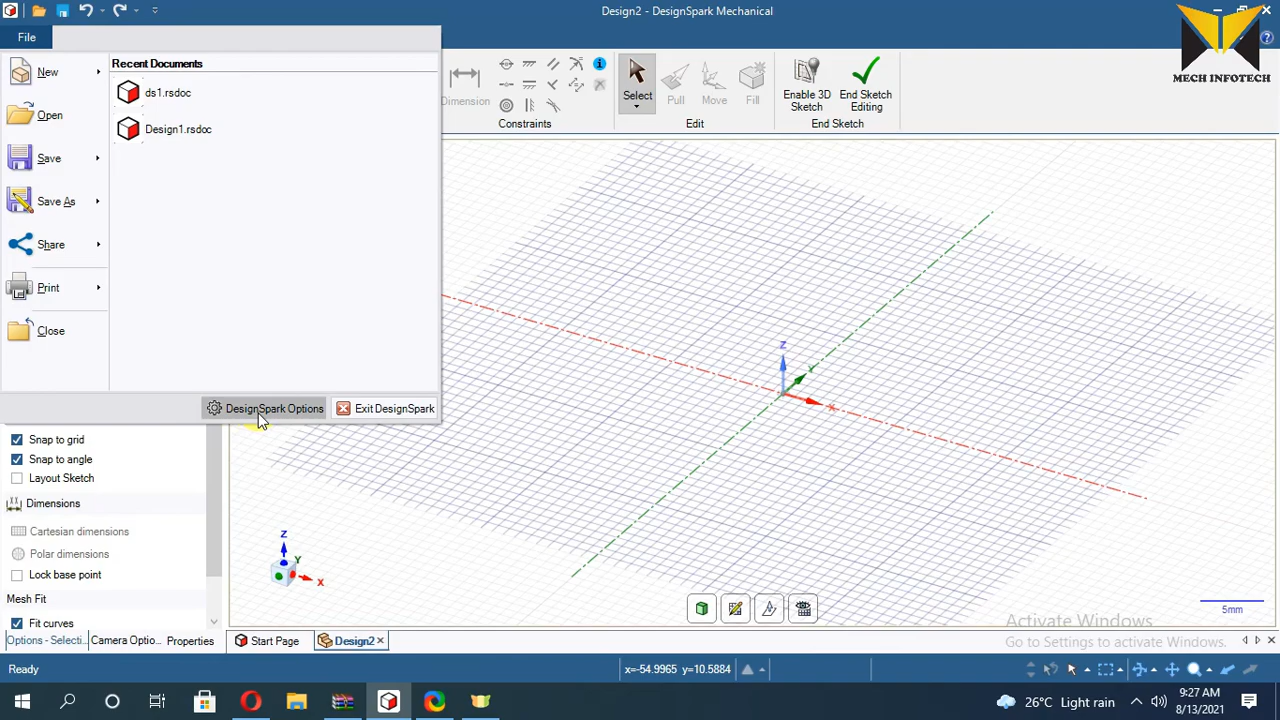 Design2 - DesignSpark Mechanical
File
MECH INFOTECH
Recent Documents
New
ds1.rsdoc
Open
Design1.rsdoc
Save
Save As
Share
Print
Close
DesignSpark Options
Exit DesignSpark
Dimension
Select
Pull
Move
Fill
Enable 3D
Sketch
End Sketch
Editing
Constraints
Edit
End Sketch
Z
Y
X
Snap to grid
Snap to angle
Layout Sketch
Dimensions
Cartesian dimensions
Polar dimensions
Lock base point
Mesh Fit
Fit curves
Z
Y
X
5mm
Activate Windows
Go to Settings to activate Windows.
Options - Selecti...
Camera Optio...
Properties
Start Page
Design2
Ready
x=-54.9965 y=10.5884
26°C Light rain
9:27 AM
8/13/2021